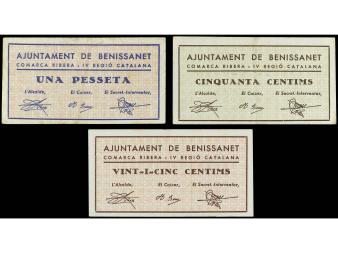 AJUNTAMENT DE BENISSANET
COMARCA RIBERA - IV REGIÓ CATALANA
UNA PESSETA
L'Alcalde, El Caixer, El Secret-Interventor,
AJUNTAMENT DE BENISSANET
COMARCA RIBERA - IV REGIÓ CATALANA
CINQUANTA CENTIMS
L'Alcalde, El Caixer, El Secret-Interventor,
AJUNTAMENT DE BENISSANET
COMARCA RIBERA - IV REGIÓ CATALANA
VINT-I-CINC CENTIMS
L'Alcalde, El Caixer, El Secret-Interventor,